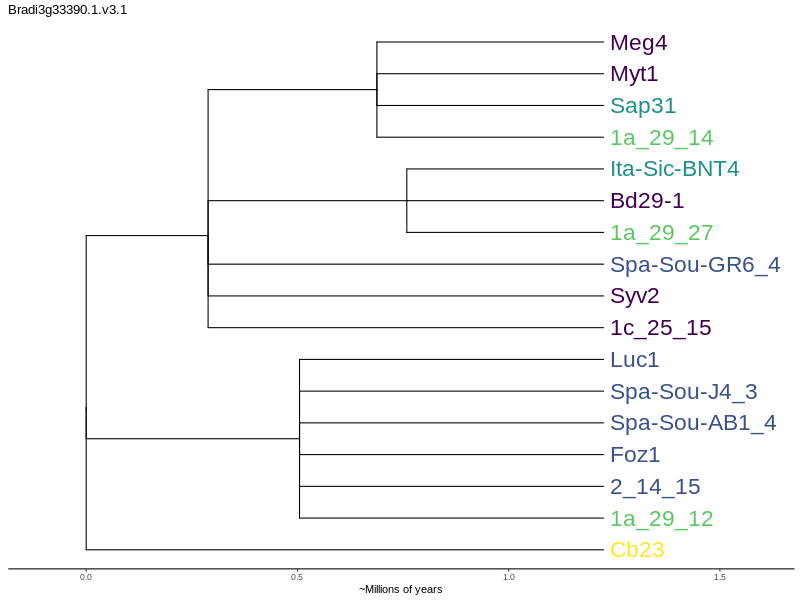 Bradi3g33390.1.v3.1
Meg4
Myt1
Sap31
1a_29_14
Ita-Sic-BNT4
Bd29-1
1a_29_27
Spa-Sou-GR6_4
Syv2
1c_25_15
Luc1
Spa-Sou-J4_3
Spa-Sou-AB1_4
Foz1
2_14_15
1a_29_12
Cb23
0.0 0.5 1.0 1.5
~Millions of years